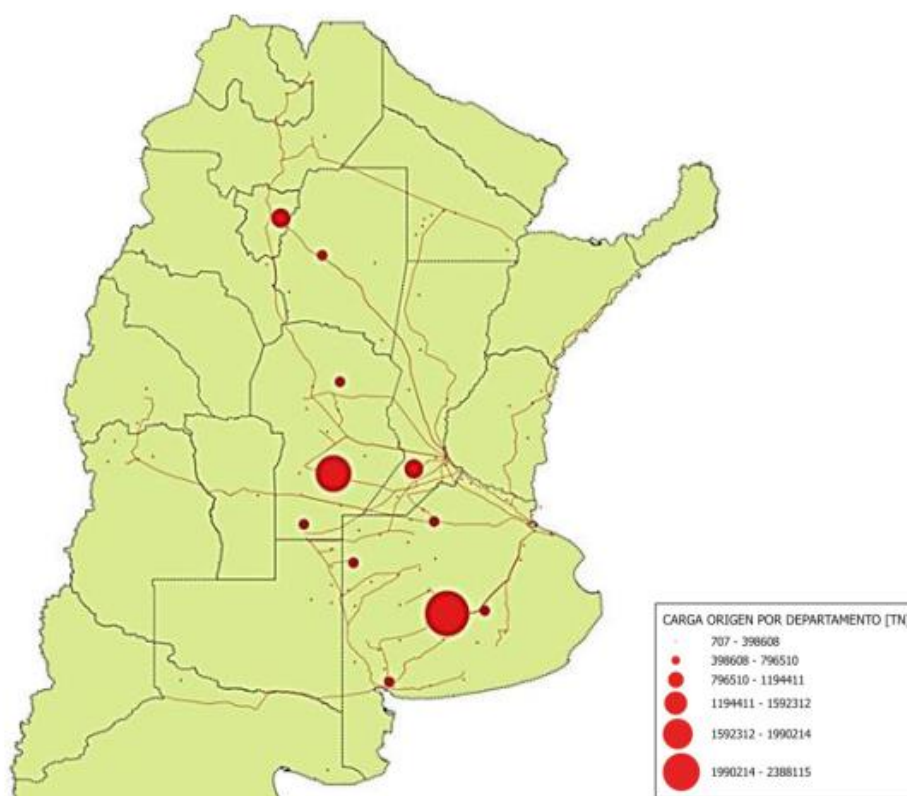 CARGA ORIGEN POR DEPARTAMENTO [TN]
707 - 398608
398608 - 796510
796510 - 1194411
1194411 - 1592312
1592312 - 1990214
1990214 - 2388115